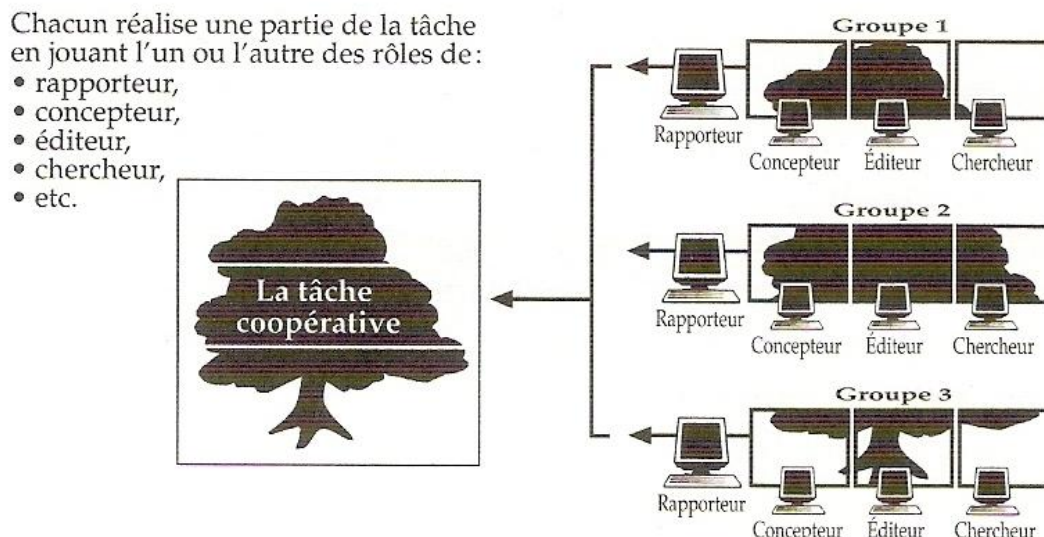 Chacun réalise une partie de la tâche
en jouant l'un ou l'autre des rôles de:
• rapporteur,
• concepteur,
• éditeur,
• chercheur,
• etc.
La tâche
coopérative
Groupe 1
Rapporteur
Concepteur Éditeur Chercheur
Groupe 2
Rapporteur
Concepteur Éditeur Chercheur
Groupe 3
Rapporteur
Concepteur Éditeur Chercheur